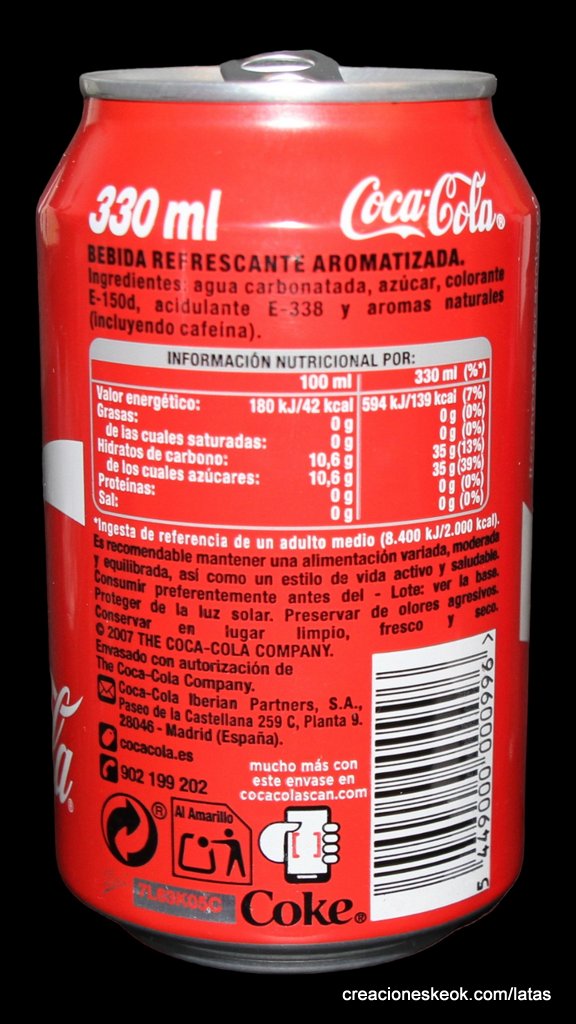 330 ml
Coca-Cola®
BEBIDA REFRESCANTE AROMATIZADA.
Ingredientes: agua carbonatada, azúcar, colorante
E-150d, acidulante E-338 y aromas naturales
(incluyendo cafeína).
INFORMACIÓN NUTRICIONAL POR:
100 ml 330 ml (%*)
Valor energético: 180 kJ/42 kcal 594 kJ/139 kcal (7%)
Grasas: 0 g 0 g (0%)
de las cuales saturadas: 0 g 0 g (0%)
Hidratos de carbono: 10,6 g 35 g (13%)
de los cuales azúcares: 10,6 g 35 g (39%)
Proteínas: 0 g 0 g (0%)
Sal: 0 g 0 g (0%)
*Ingesta de referencia de un adulto medio (8.400 kJ/2.000 kcal).
Es recomendable mantener una alimentación variada, moderada
y equilibrada, así como un estilo de vida activo y saludable.
Consumir preferentemente antes del - Lote: ver la base.
Proteger de la luz solar. Preservar de olores agresivos.
Conservar en lugar limpio, fresco y seco.
© 2007 THE COCA-COLA COMPANY.
Envasado con autorización de
The Coca-Cola Company.
Coca-Cola Iberian Partners, S.A.,
Paseo de la Castellana 259 C, Planta 9.
28046 - Madrid (España).
cocacola.es
902 199 202
mucho más con
este envase en
cocacolascan.com
®
Al Amarillo
Coke®
5 449000 000996 >
la®
creacioneskeok.com/latas